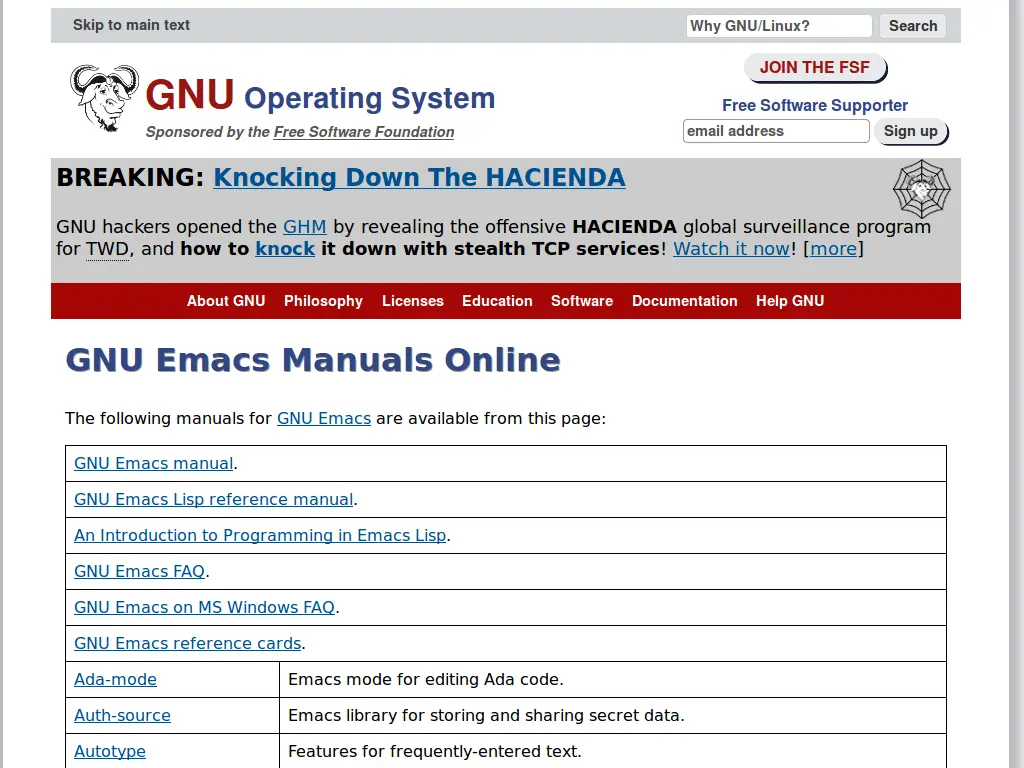 Skip to main text
Why GNU/Linux? Search
JOIN THE FSF
GNU Operating System
Free Software Supporter
Sponsored by the Free Software Foundation
email address Sign up
BREAKING: Knocking Down The HACIENDA
GNU hackers opened the GHM by revealing the offensive HACIENDA global surveillance program
for TWD, and how to knock it down with stealth TCP services! Watch it now! [more]
About GNU Philosophy Licenses Education Software Documentation Help GNU
GNU Emacs Manuals Online
The following manuals for GNU Emacs are available from this page:
GNU Emacs manual.
GNU Emacs Lisp reference manual.
An Introduction to Programming in Emacs Lisp.
GNU Emacs FAQ.
GNU Emacs on MS Windows FAQ.
GNU Emacs reference cards.
Ada-mode Emacs mode for editing Ada code.
Auth-source Emacs library for storing and sharing secret data.
Autotype Features for frequently-entered text.